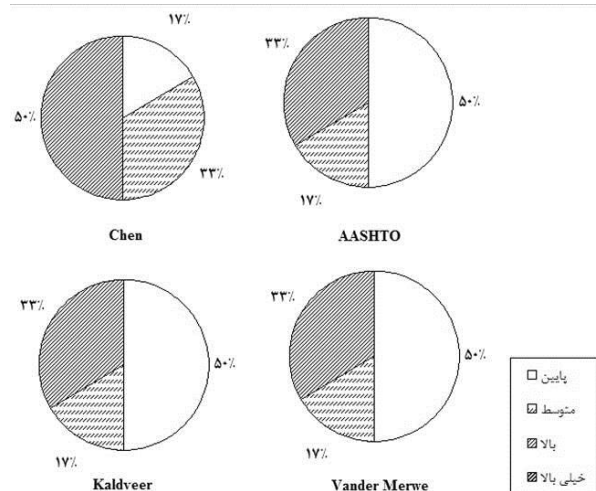 ۱۷٪
۵۰٪
۳۳٪
Chen
۳۳٪
۵۰٪
۱۷٪
AASHTO
۳۳٪
۵۰٪
۱۷٪
Kaldveer
۳۳٪
۵۰٪
۱۷٪
Vander Merwe
پایین
متوسط
بالا
خیلی بالا